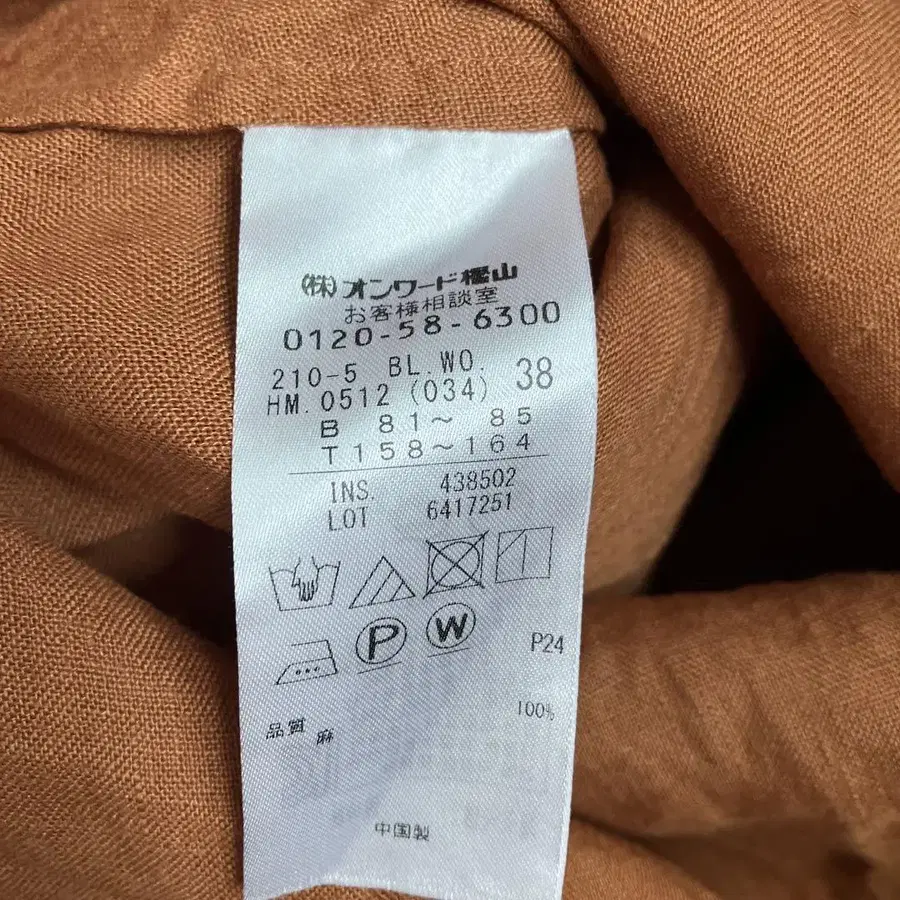 (株)オンワード樫山
お客様相談室
0120-58-6300
210-5 BL.WO. 38
HM.0512 (034)
B 81〜 85
T 158〜164
INS. 438502
LOT 6417251
P W P24
品質 麻 100%
中国製